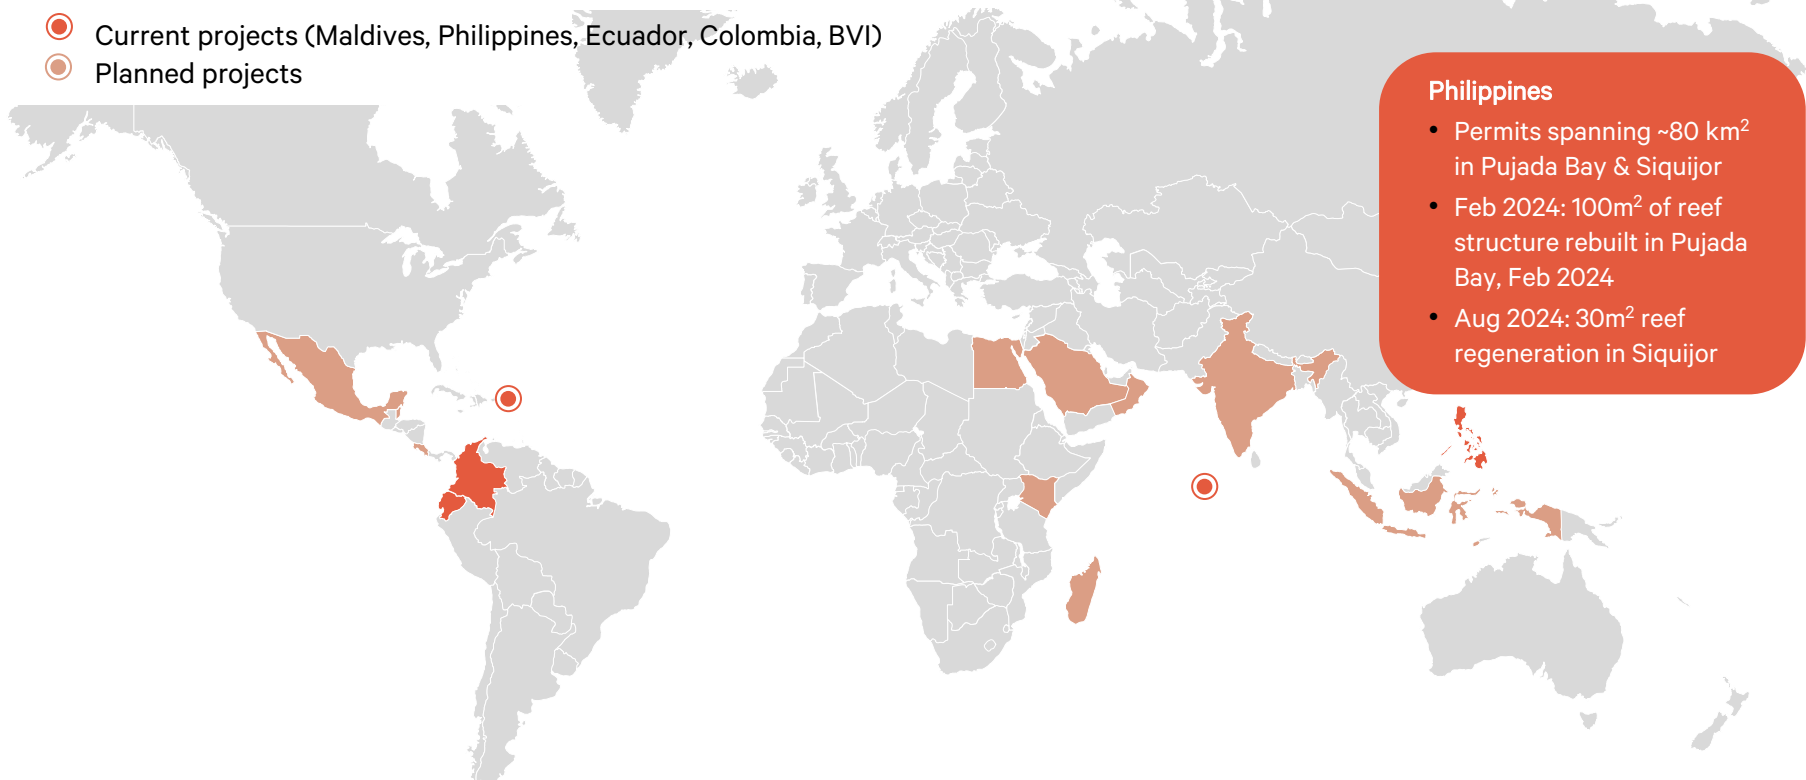 Current projects (Maldives, Philippines, Ecuador, Colombia, BVI)
Planned projects
Philippines
• Permits spanning ~80 km²
in Pujada Bay & Siquijor
• Feb 2024: 100m² of reef
structure rebuilt in Pujada
Bay, Feb 2024
• Aug 2024: 30m² reef
regeneration in Siquijor